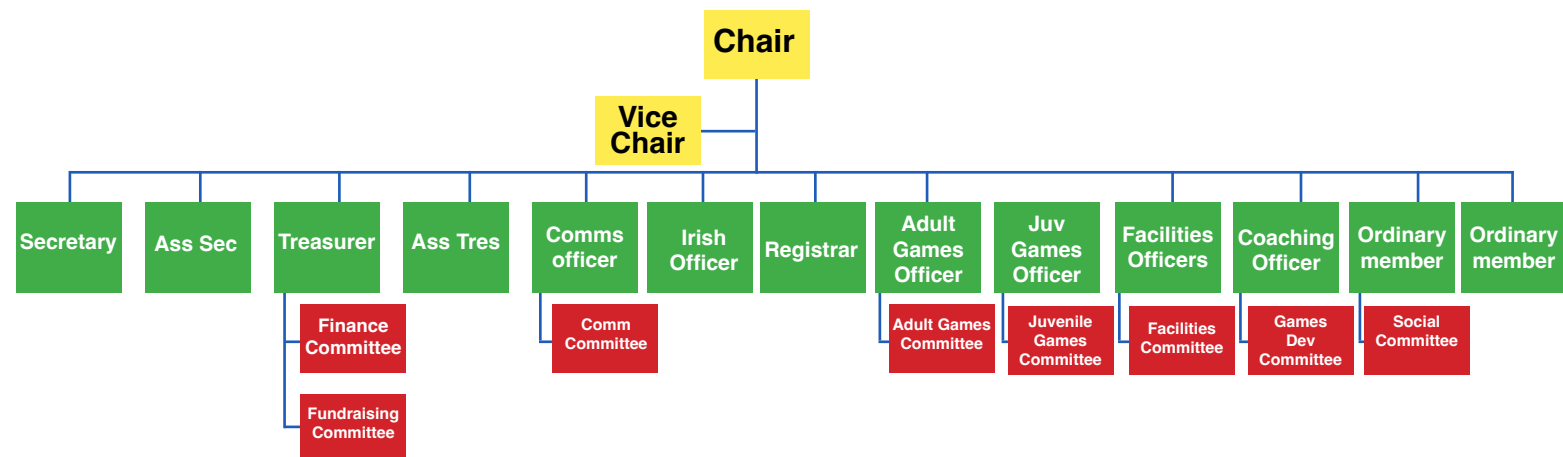 Chair
Vice
Chair
Secretary
Ass Sec
Treasurer
Ass Tres
Comms
officer
Irish
Officer
Registrar
Adult
Games
Officer
Juv
Games
Officer
Facilities
Officers
Coaching
Officer
Ordinary
member
Ordinary
member
Finance
Committee
Fundraising
Committee
Comm
Committee
Adult Games
Committee
Juvenile
Games
Committee
Facilities
Committee
Games
Dev
Committee
Social
Committee